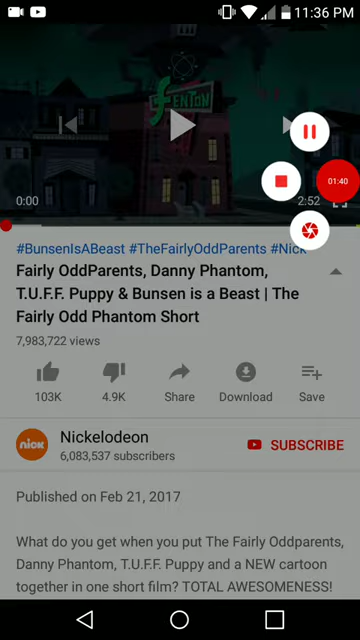 11:36 PM
FENTON
01:40
0:00
2:52
#BunsenIsABeast #TheFairlyOddParents #Nick
Fairly OddParents, Danny Phantom,
T.U.F.F. Puppy & Bunsen is a Beast | The
Fairly Odd Phantom Short
7,983,722 views
103K
4.9K
Share
Download
Save
nick
Nickelodeon
6,083,537 subscribers
SUBSCRIBE
Published on Feb 21, 2017
What do you get when you put The Fairly Oddparents,
Danny Phantom, T.U.F.F. Puppy and a NEW cartoon
together in one short film? TOTAL AWESOMENESS!